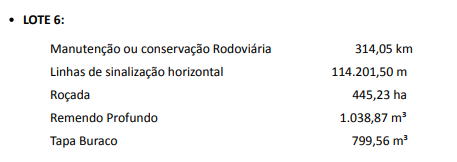 • LOTE 6:
Manutenção ou conservação Rodoviária 314,05 km
Linhas de sinalização horizontal 114.201,50 m
Roçada 445,23 ha
Remendo Profundo 1.038,87 m³
Tapa Buraco 799,56 m³